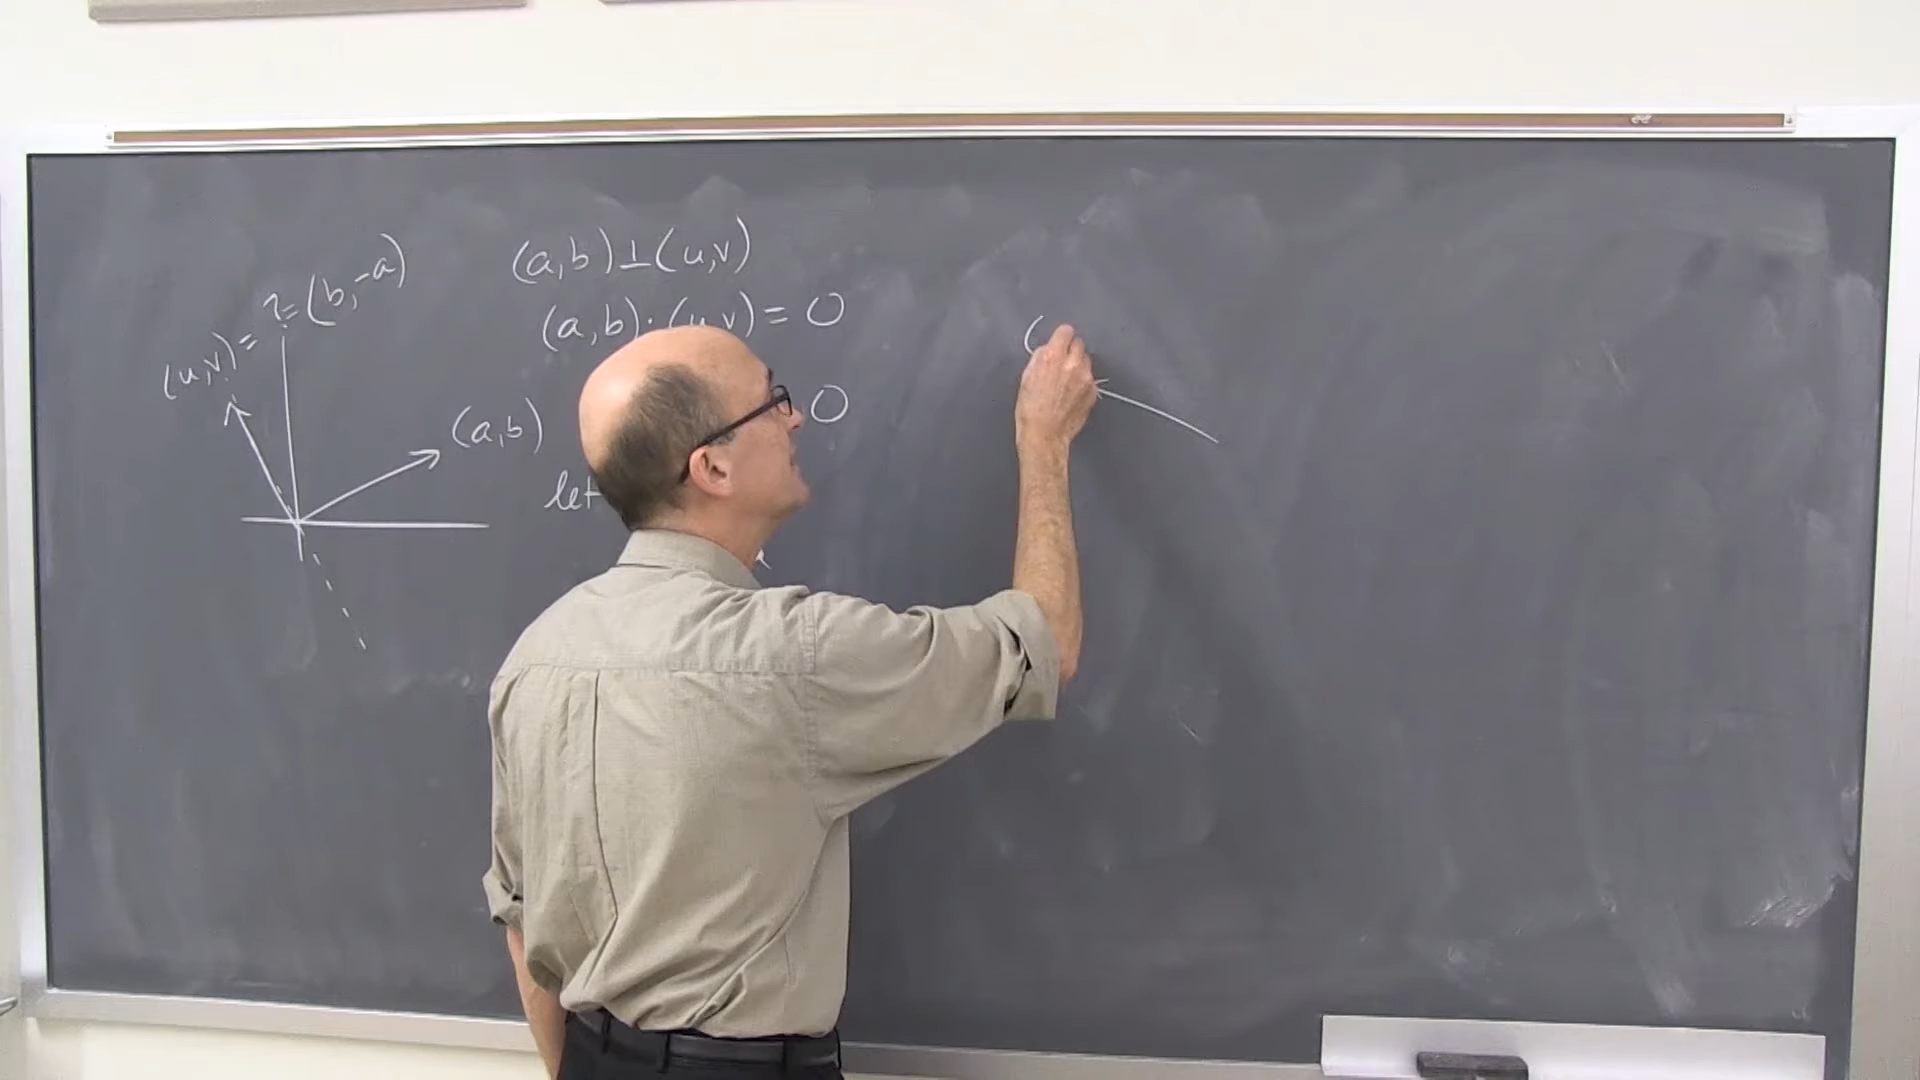 (u,v) = ? = (b,-a)
(a,b)
(a,b)⊥(u,v)
(a,b)·(u,v) = 0
0
let
(